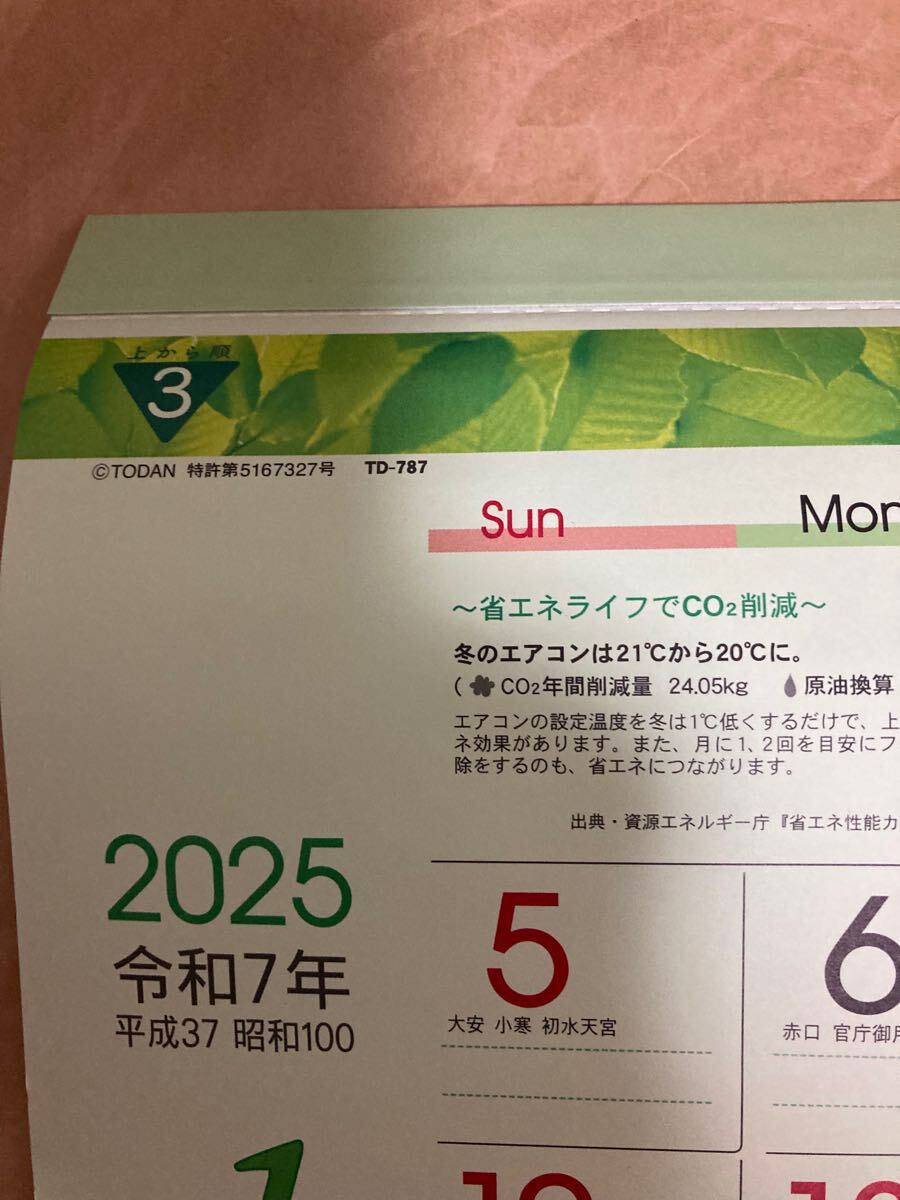 上から順
3
©TODAN 特許第5167327号 TD-787
Sun Mon
～省エネライフでCO₂削減～
冬のエアコンは21℃から20℃に。
( CO₂年間削減量 24.05kg 原油換算
エアコンの設定温度を冬は1℃低くするだけで、上
ネ効果があります。また、月に1、2回を目安にフ
除をするのも、省エネにつながります。
出典・資源エネルギー庁『省エネ性能カ
2025
令和7年
平成37 昭和100
5
大安 小寒 初水天宮
6
赤口 官庁御用
1
12